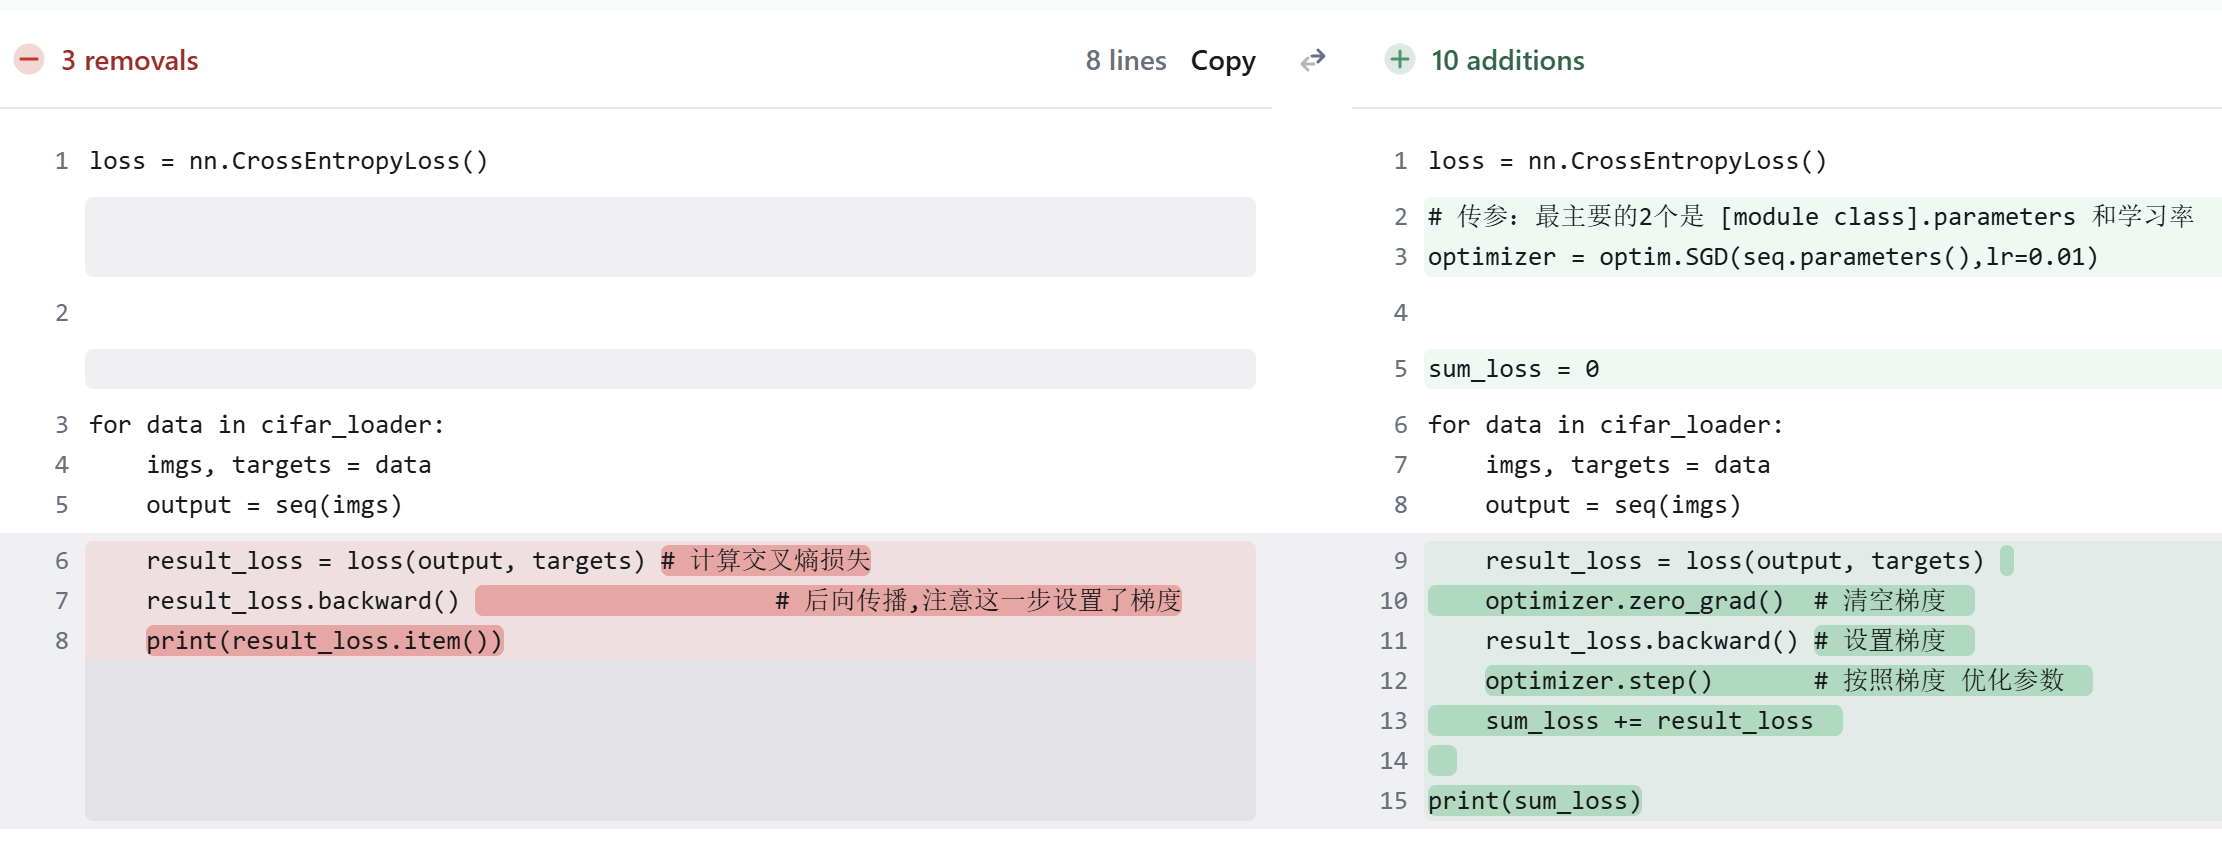 3 removals
8 lines Copy
10 additions
1 loss = nn.CrossEntropyLoss()
2
3 for data in cifar_loader:
4     imgs, targets = data
5     output = seq(imgs)
6     result_loss = loss(output, targets) # 计算交叉熵损失
7     result_loss.backward()                      # 后向传播,注意这一步设置了梯度
8     print(result_loss.item())
1 loss = nn.CrossEntropyLoss()
2 # 传参：最主要的2个是 [module class].parameters 和学习率
3 optimizer = optim.SGD(seq.parameters(),lr=0.01)
4
5 sum_loss = 0
6 for data in cifar_loader:
7     imgs, targets = data
8     output = seq(imgs)
9     result_loss = loss(output, targets)
10     optimizer.zero_grad()  # 清空梯度
11     result_loss.backward() # 设置梯度
12     optimizer.step()       # 按照梯度 优化参数
13     sum_loss += result_loss
14
15 print(sum_loss)